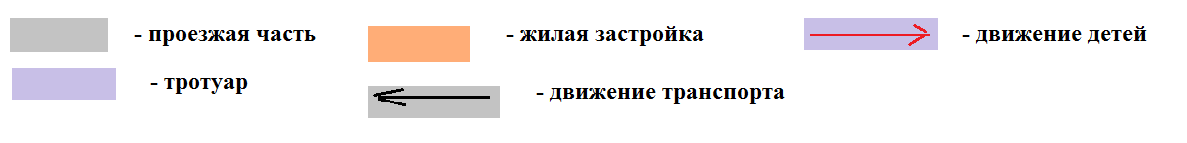 - проезжая часть
- жилая застройка
- движение детей
- тротуар
- движение транспорта